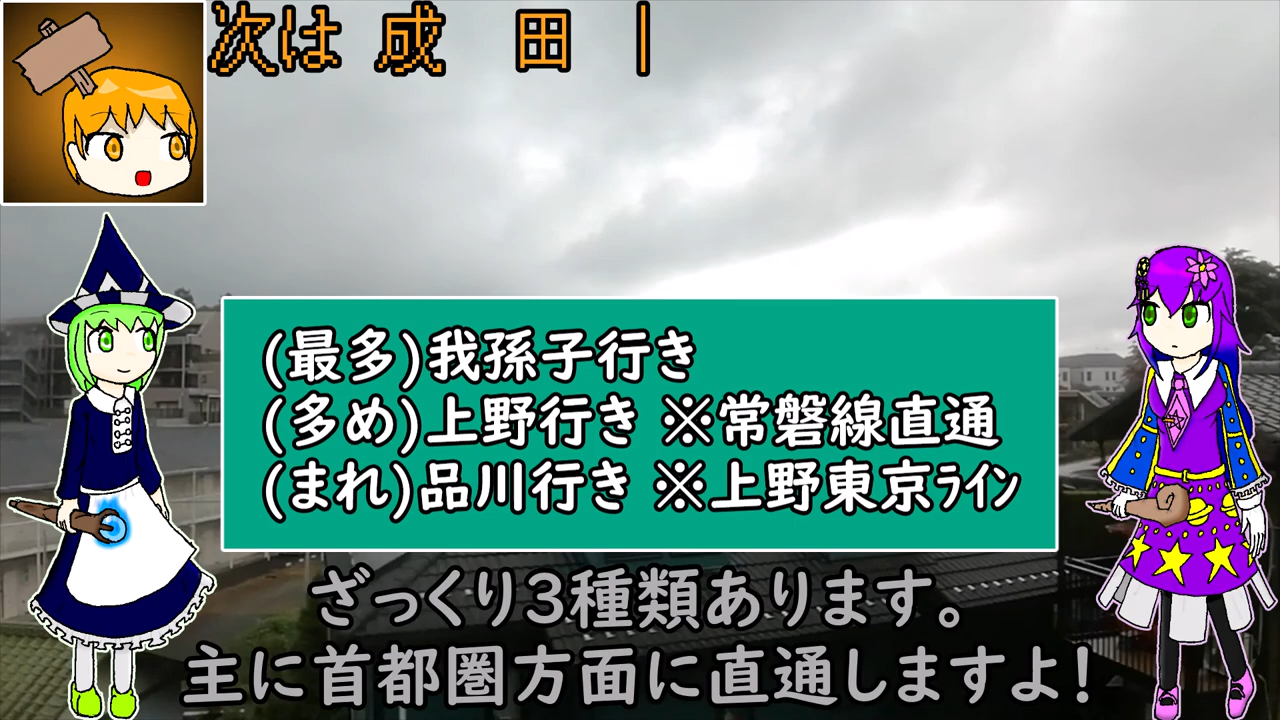 次は 成 田 |
(最多)我孫子行き
(多め)上野行き ※常磐線直通
(まれ)品川行き ※上野東京ﾗｲﾝ
ざっくり３種類あります。
主に首都圏方面に直通しますよ！